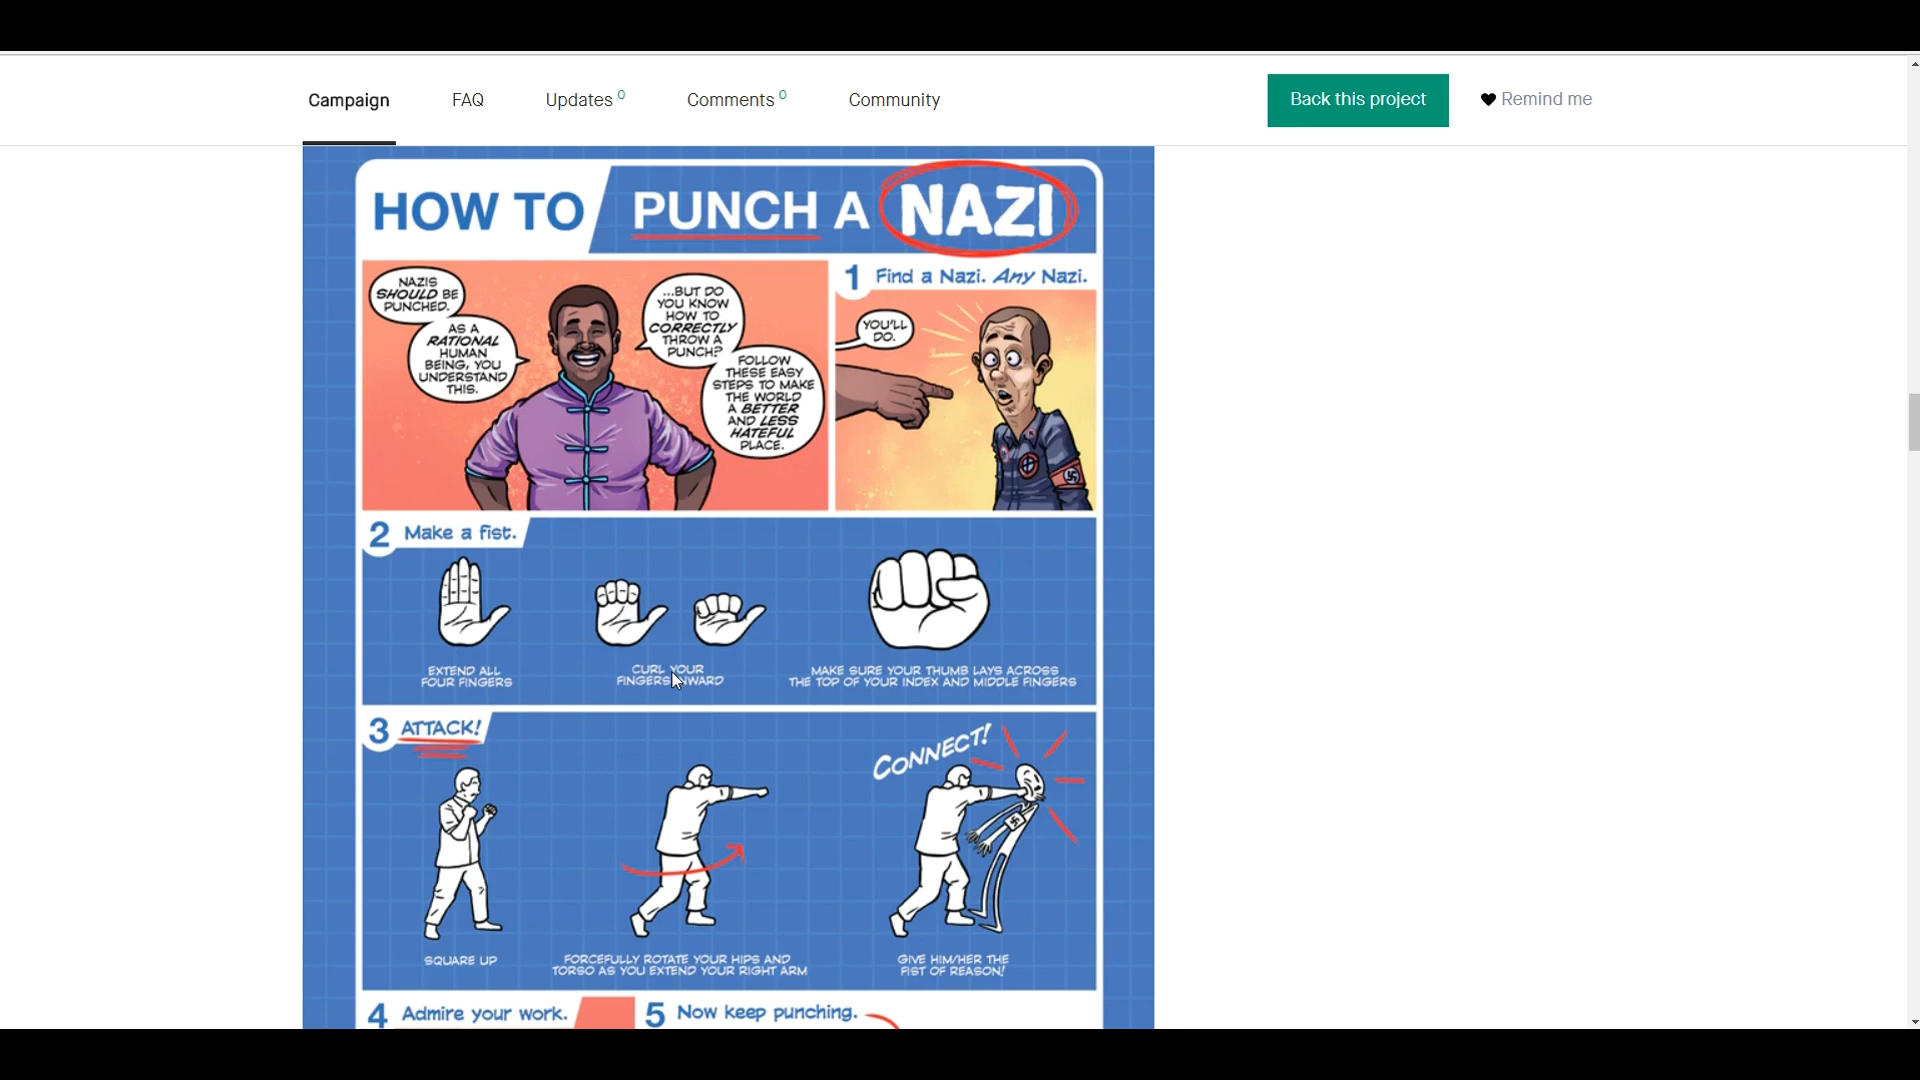 Campaign
FAQ
Updates 0
Comments 0
Community
Back this project
Remind me
HOW TO PUNCH A NAZI
NAZIS
SHOULD BE
PUNCHED.
AS A
RATIONAL
HUMAN
BEING, YOU
UNDERSTAND
THIS.
...BUT DO
YOU KNOW
HOW TO
CORRECTLY
THROW A
PUNCH?
FOLLOW
THESE EASY
STEPS TO MAKE
THE WORLD
A BETTER
AND LESS
HATEFUL
PLACE.
1 Find a Nazi. Any Nazi.
YOU'LL
DO.
2 Make a fist.
EXTEND ALL
FOUR FINGERS
CURL YOUR
FINGERS INWARD
MAKE SURE YOUR THUMB LAYS ACROSS
THE TOP OF YOUR INDEX AND MIDDLE FINGERS
3 ATTACK!
CONNECT!
SQUARE UP
FORCEFULLY ROTATE YOUR HIPS AND
TORSO AS YOU EXTEND YOUR RIGHT ARM
GIVE HIM/HER THE
FIST OF REASON!
4 Admire your work.
5 Now keep punching.